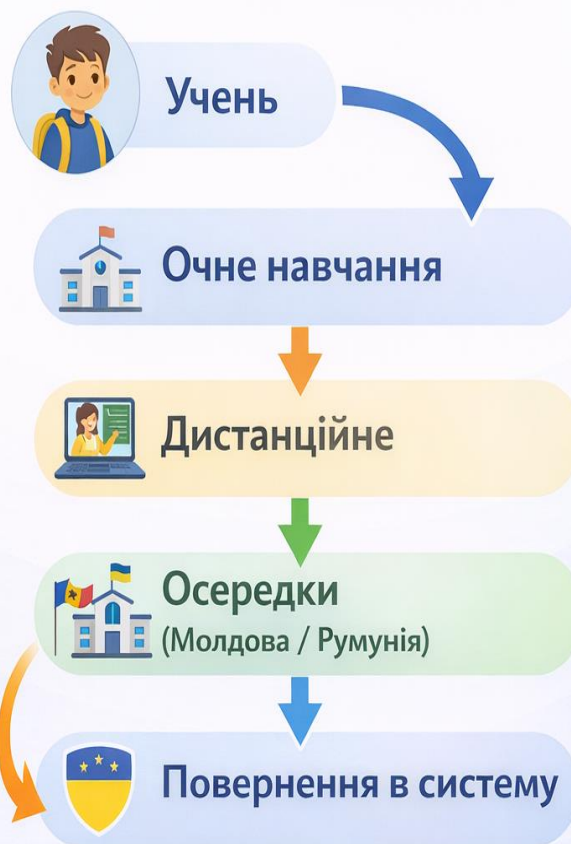 Учень
Очне навчання
Дистанційне
Осередки
(Молдова / Румунія)
Повернення в систему